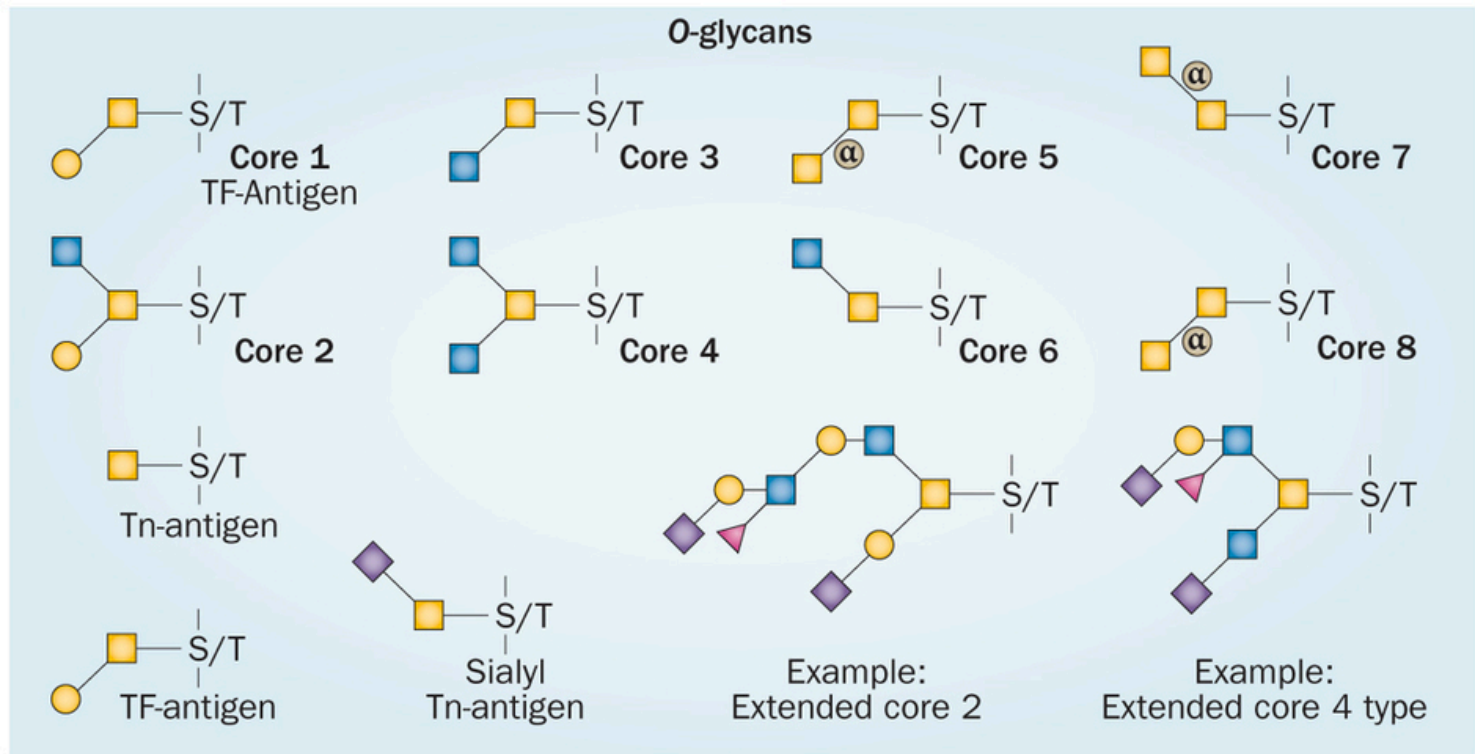 O-glycans
S/T
Core 1
TF-Antigen
S/T
Core 3
α
S/T
Core 5
α
S/T
Core 7
S/T
Core 2
S/T
Core 4
S/T
Core 6
α
S/T
Core 8
S/T
Tn-antigen
S/T
TF-antigen
S/T
Sialyl
Tn-antigen
S/T
Example:
Extended core 2
S/T
Example:
Extended core 4 type